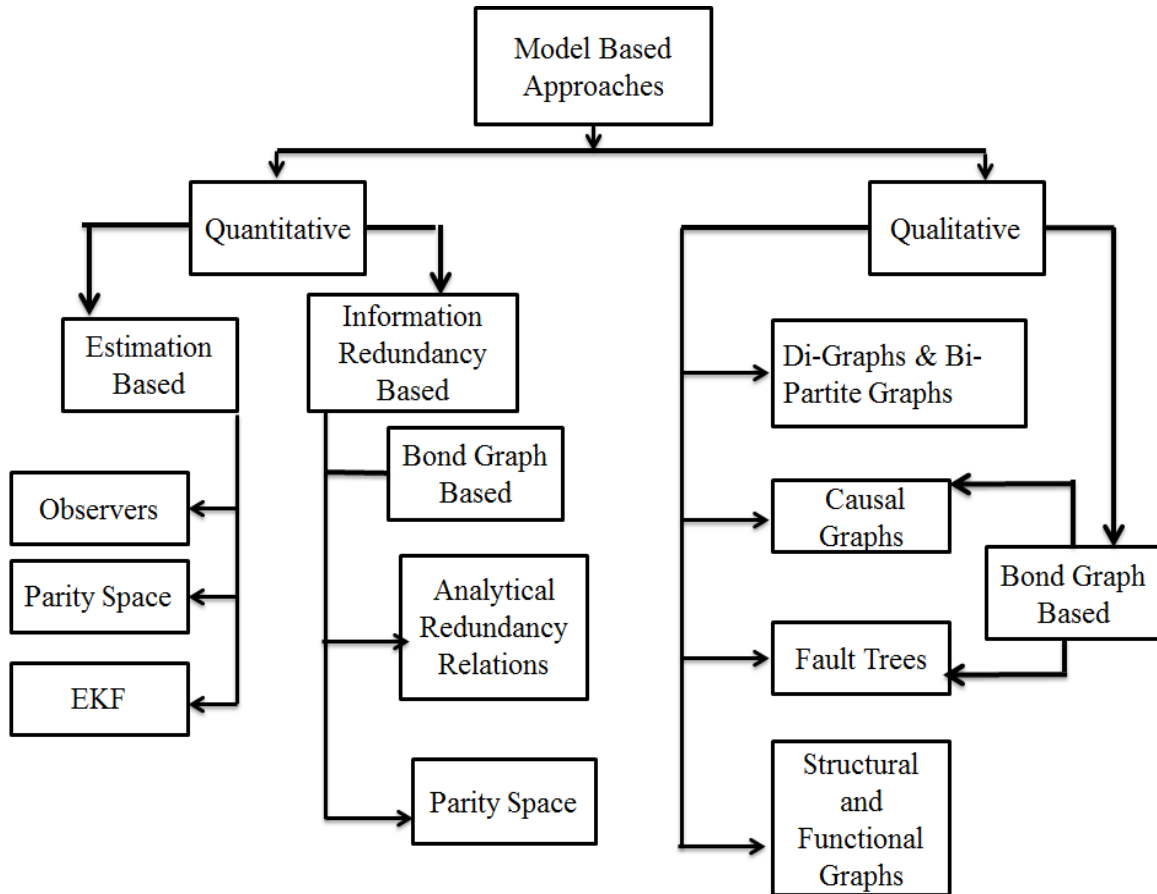 Model Based
Approaches
Quantitative
Qualitative
Estimation
Based
Information
Redundancy
Based
Di-Graphs & Bi-
Partite Graphs
Bond Graph
Based
Observers
Causal
Graphs
Bond Graph
Based
Parity Space
Analytical
Redundancy
Relations
Fault Trees
EKF
Parity Space
Structural
and
Functional
Graphs